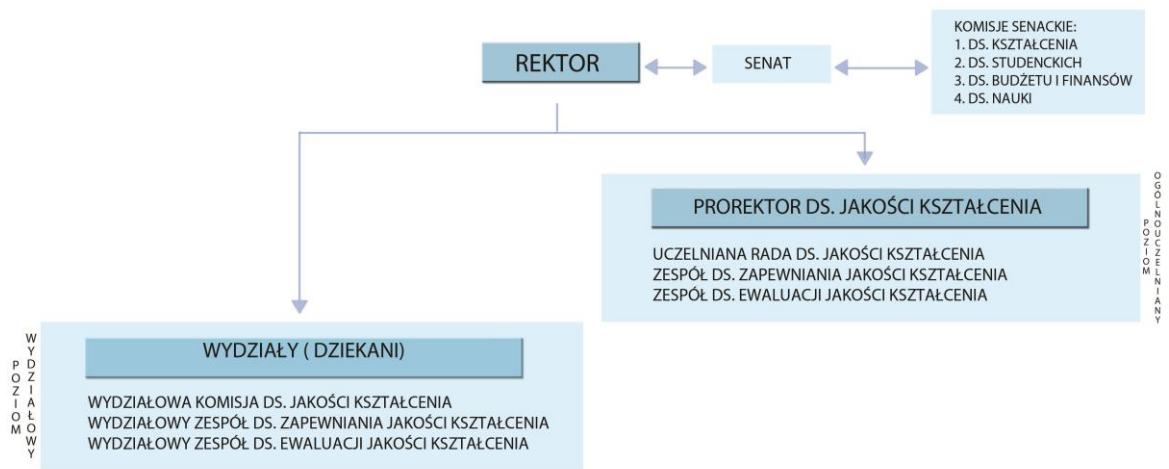 REKTOR
SENAT
KOMISJE SENACKIE:
1. DS. KSZTAŁCENIA
2. DS. STUDENCKICH
3. DS. BUDŻETU I FINANSÓW
4. DS. NAUKI
PROREKTOR DS. JAKOŚCI KSZTAŁCENIA
UCZELNIANA RADA DS. JAKOŚCI KSZTAŁCENIA
ZESPÓŁ DS. ZAPEWNIANIA JAKOŚCI KSZTAŁCENIA
ZESPÓŁ DS. EWALUACJI JAKOŚCI KSZTAŁCENIA
POZIOM
OGÓLNOUCZELNIANY
POZIOM
WYDZIAŁOWY
WYDZIAŁY ( DZIEKANI)
WYDZIAŁOWA KOMISJA DS. JAKOŚCI KSZTAŁCENIA
WYDZIAŁOWY ZESPÓŁ DS. ZAPEWNIANIA JAKOŚCI KSZTAŁCENIA
WYDZIAŁOWY ZESPÓŁ DS. EWALUACJI JAKOŚCI KSZTAŁCENIA